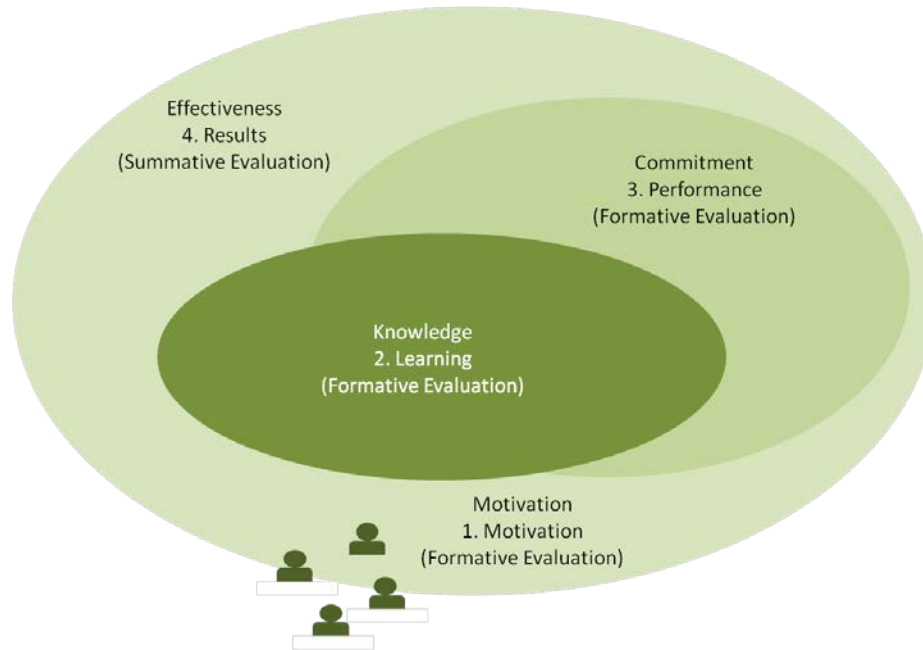 Effectiveness
4. Results
(Summative Evaluation)
Commitment
3. Performance
(Formative Evaluation)
Knowledge
2. Learning
(Formative Evaluation)
Motivation
1. Motivation
(Formative Evaluation)